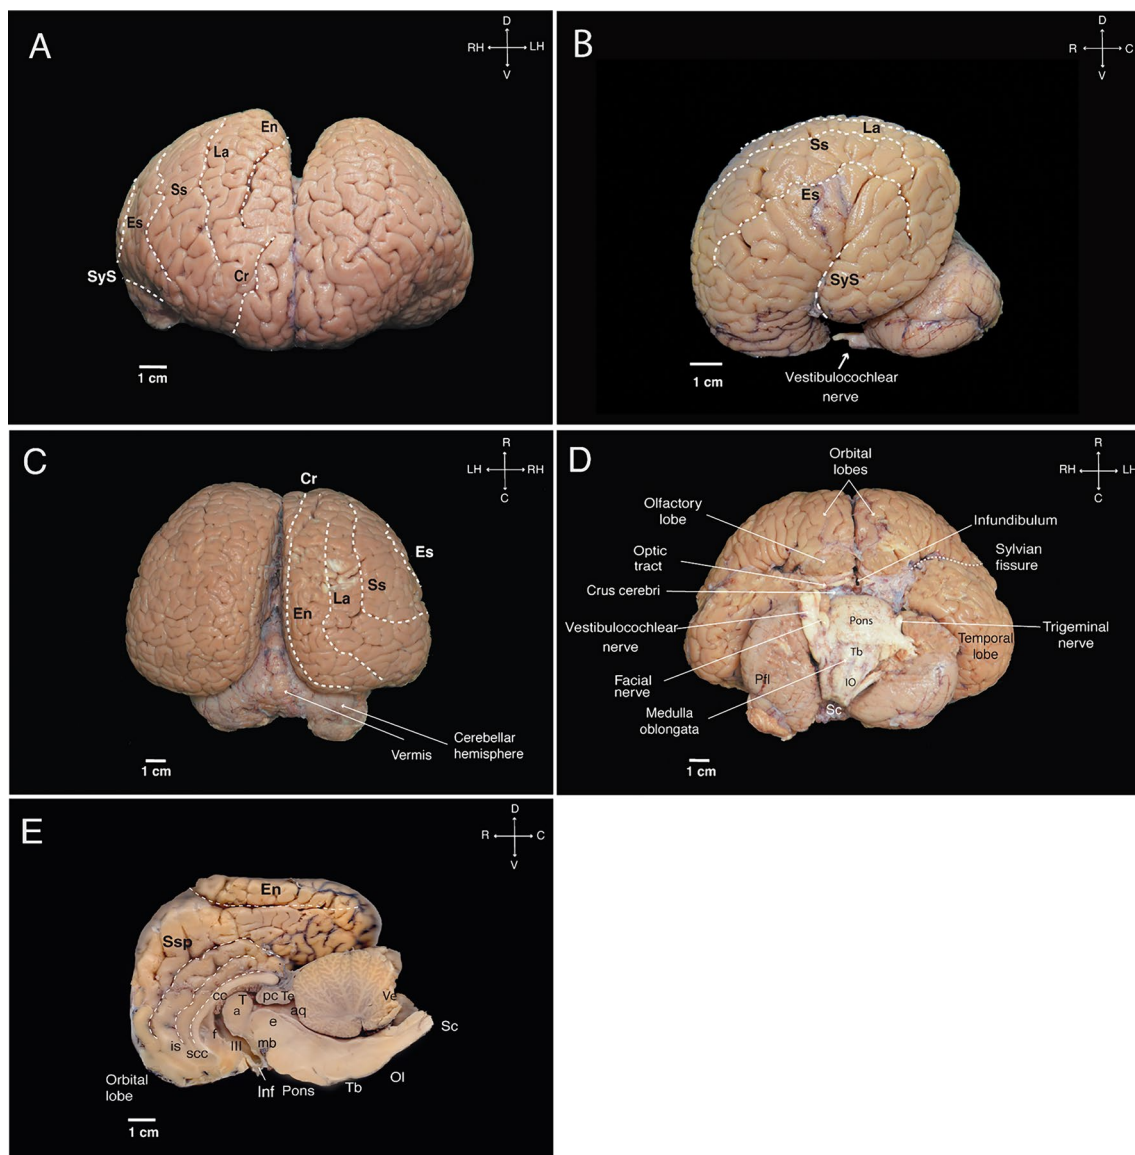 A
D
RH LH
V
En
La
Ss
Es
SyS
Cr
1 cm
B
D
R C
V
La
Ss
Es
SyS
1 cm
Vestibulocochlear
nerve
C
R
LH RH
C
Cr
Es
Ss
La
En
Cerebellar
hemisphere
Vermis
1 cm
D
R
RH LH
C
Orbital
lobes
Olfactory
lobe
Infundibulum
Optic
tract
Sylvian
fissure
Crus cerebri
Vestibulocochlear
nerve
Pons
Trigeminal
nerve
Tb
Temporal
lobe
Facial
nerve
Pfl
IO
Medulla
oblongata
Sc
1 cm
E
D
R C
V
En
Ssp
cc T pc Te Ve
a aq
e Sc
f
is scc III mb
Orbital
lobe
Inf Pons Tb Ol
1 cm